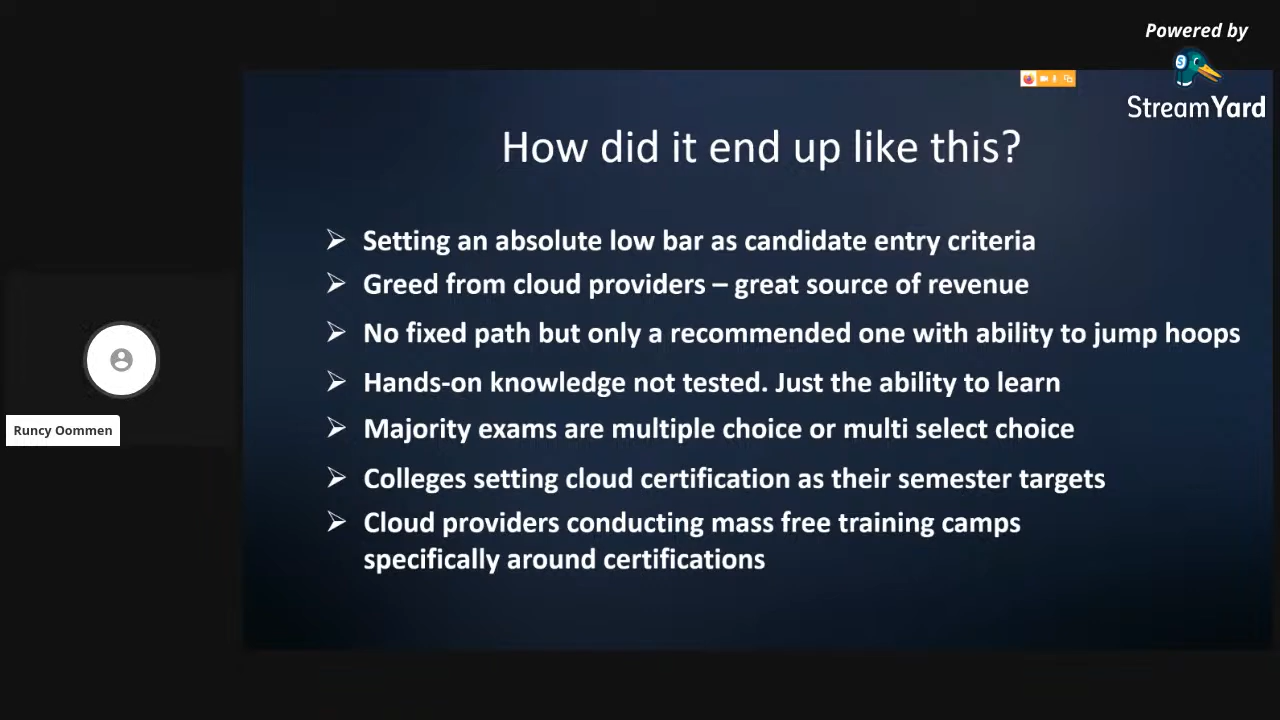 Powered by
StreamYard
How did it end up like this?
Setting an absolute low bar as candidate entry criteria
Greed from cloud providers – great source of revenue
No fixed path but only a recommended one with ability to jump hoops
Hands-on knowledge not tested. Just the ability to learn
Majority exams are multiple choice or multi select choice
Colleges setting cloud certification as their semester targets
Cloud providers conducting mass free training camps
specifically around certifications
Runcy Oommen